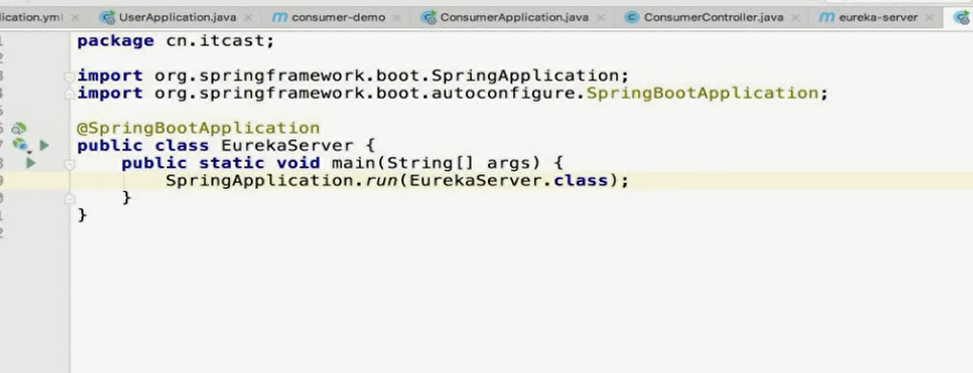 lication.yml UserApplication.java consumer-demo ConsumerApplication.java ConsumerController.java eureka-server
package cn.itcast;
import org.springframework.boot.SpringApplication;
import org.springframework.boot.autoconfigure.SpringBootApplication;
@SpringBootApplication
public class EurekaServer {
public static void main(String[] args) {
SpringApplication.run(EurekaServer.class);
}
}